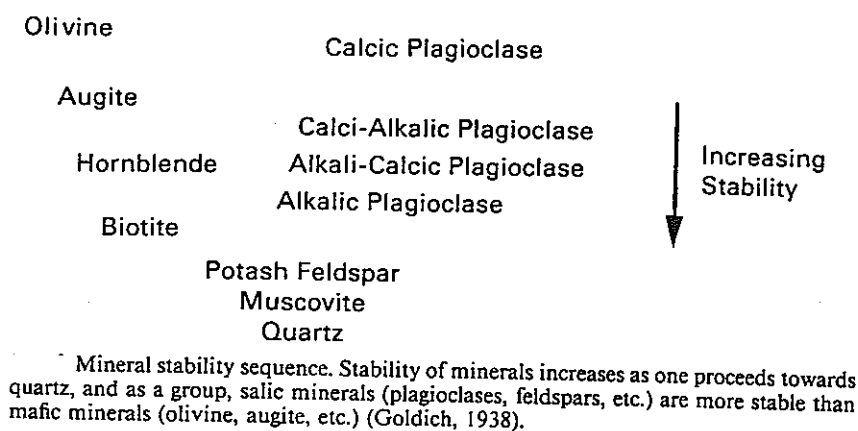 Olivine
Calcic Plagioclase
Augite
Calci-Alkalic Plagioclase
Hornblende
Alkali-Calcic Plagioclase
Increasing
Stability
Alkalic Plagioclase
Biotite
Potash Feldspar
Muscovite
Quartz
Mineral stability sequence. Stability of minerals increases as one proceeds towards
quartz, and as a group, salic minerals (plagioclases, feldspars, etc.) are more stable than
mafic minerals (olivine, augite, etc.) (Goldich, 1938).